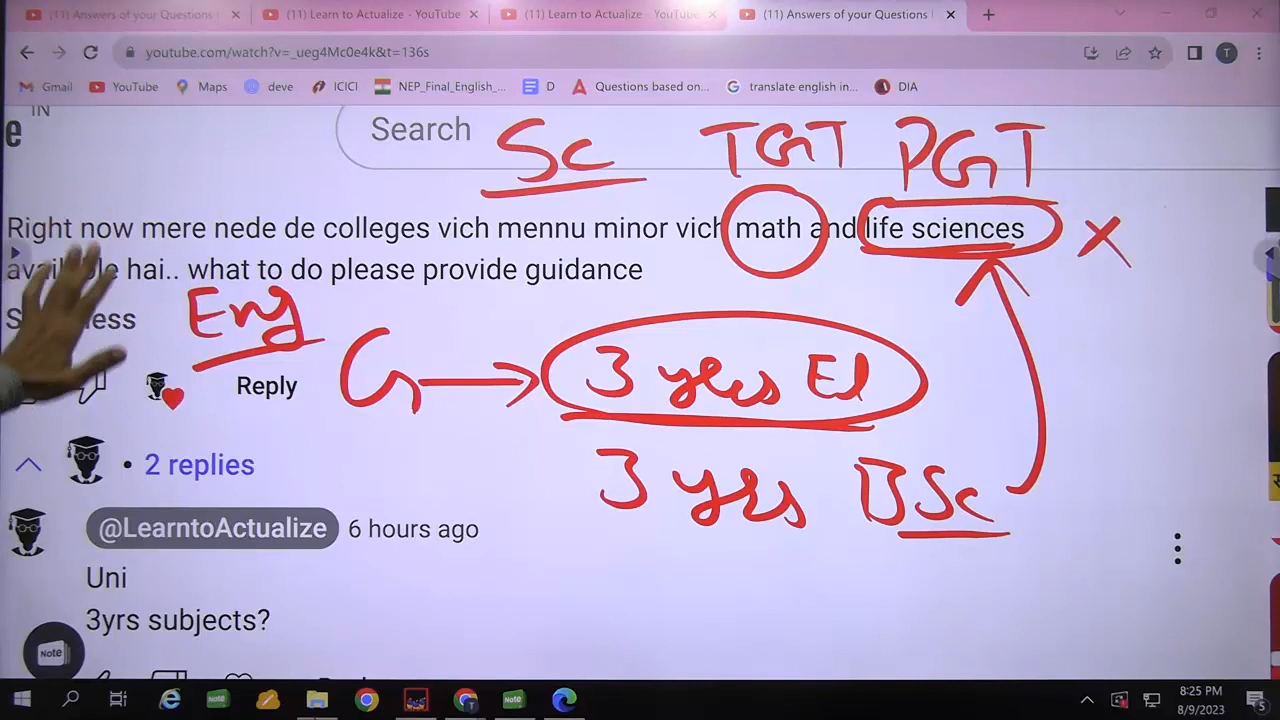 (11) Answers of your Questions
(11) Learn to Actualize - YouTube
(11) Learn to Actualize - YouTube
(11) Answers of your Questions
youtube.com/watch?v=_ueg4Mc0e4k&t=136s
T
Gmail
YouTube
Maps
deve
ICICI
NEP_Final_English_...
D
Questions based on...
translate english in...
DIA
IN
e
Search
Sc TGT PGT
Right now mere nede de colleges vich mennu minor vich math and life sciences ×
available hai.. what to do please provide guidance
Eng
G → 3 yrs El
Reply
3 yrs BSc
• 2 replies
@LearntoActualize 6 hours ago
Uni
3yrs subjects?
Note
8:25 PM
8/9/2023
5